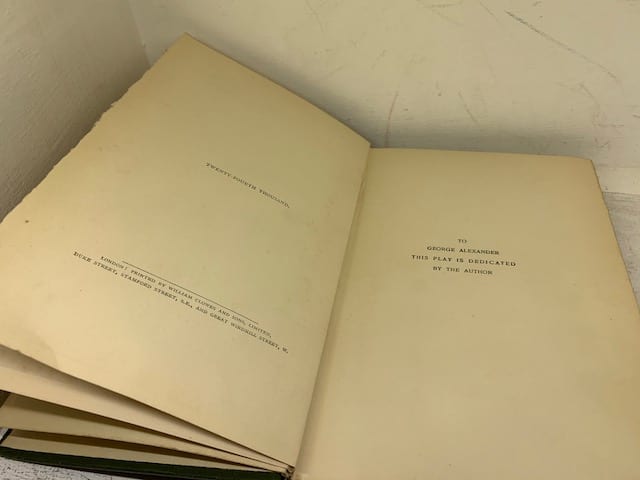 TWENTY-FOURTH THOUSAND.
LONDON: PRINTED BY WILLIAM CLOWES AND SONS, LIMITED,
DUKE STREET, STAMFORD STREET, S.E., AND GREAT WINDMILL STREET, W.
TO
GEORGE ALEXANDER
THIS PLAY IS DEDICATED
BY THE AUTHOR